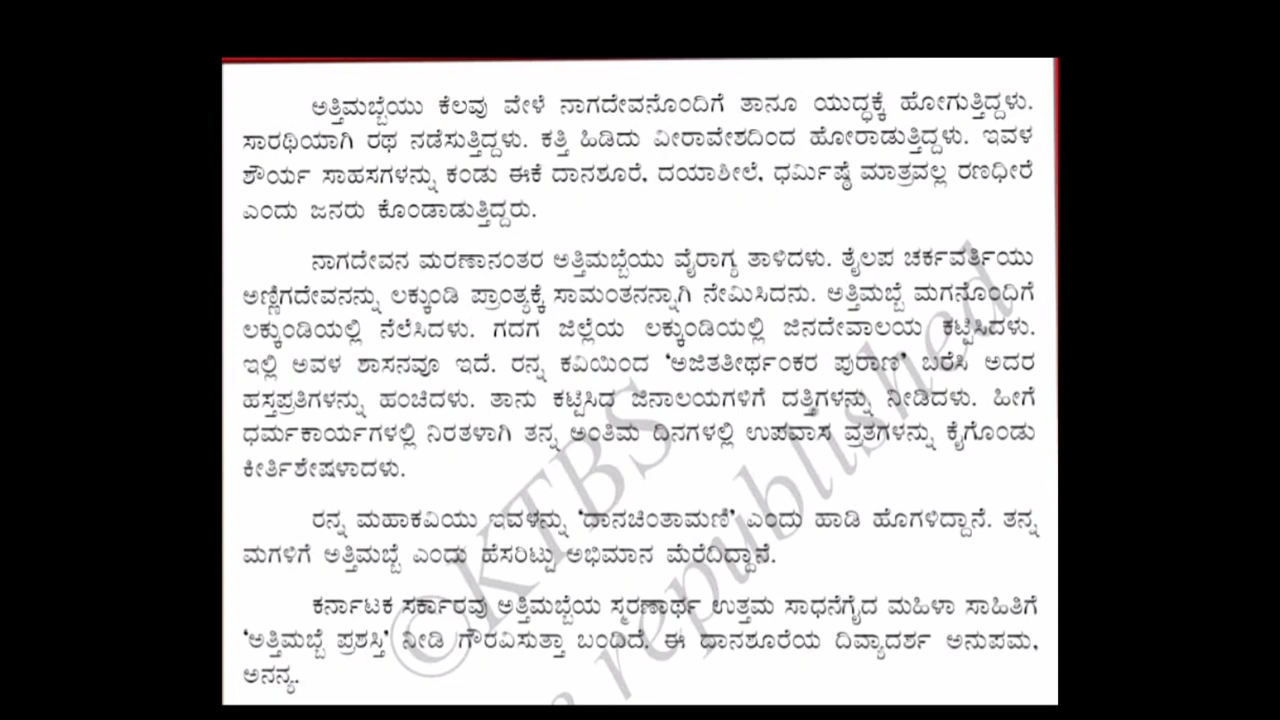 ಅತ್ತಿಮಬ್ಬೆಯು ಕೆಲವು ವೇಳೆ ನಾಗದೇವನೊಂದಿಗೆ ತಾನೂ ಯುದ್ಧಕ್ಕೆ ಹೋಗುತ್ತಿದ್ದಳು.
ಸಾರಥಿಯಾಗಿ ರಥ ನಡೆಸುತ್ತಿದ್ದಳು. ಕತ್ತಿ ಹಿಡಿದು ವೀರಾವೇಶದಿಂದ ಹೋರಾಡುತ್ತಿದ್ದಳು. ಇವಳ
ಶೌರ್ಯ ಸಾಹಸಗಳನ್ನು ಕಂಡು ಈಕೆ ದಾನಶೂರೆ, ದಯಾಶೀಲೆ, ಧರ್ಮಿಷ್ಠೆ ಮಾತ್ರವಲ್ಲ ರಣಧೀರೆ
ಎಂದು ಜನರು ಕೊಂಡಾಡುತ್ತಿದ್ದರು.
ನಾಗದೇವನ ಮರಣಾನಂತರ ಅತ್ತಿಮಬ್ಬೆಯು ವೈರಾಗ್ಯ ತಾಳಿದಳು. ತೈಲಪ ಚರ್ಕವರ್ತಿಯು
ಅಣ್ಣಿಗದೇವನನ್ನು ಲಕ್ಕುಂಡಿ ಪ್ರಾಂತ್ಯಕ್ಕೆ ಸಾಮಂತನನ್ನಾಗಿ ನೇಮಿಸಿದನು. ಅತ್ತಿಮಬ್ಬೆ ಮಗನೊಂದಿಗೆ
ಲಕ್ಕುಂಡಿಯಲ್ಲಿ ನೆಲೆಸಿದಳು. ಗದಗ ಜಿಲ್ಲೆಯ ಲಕ್ಕುಂಡಿಯಲ್ಲಿ ಜಿನದೇವಾಲಯ ಕಟ್ಟಿಸಿದಳು.
ಇಲ್ಲಿ ಅವಳ ಶಾಸನವೂ ಇದೆ. ರನ್ನ ಕವಿಯಿಂದ ‘ಅಜಿತತೀರ್ಥಂಕರ ಪುರಾಣ’ ಬರೆಸಿ ಅದರ
ಹಸ್ತಪ್ರತಿಗಳನ್ನು ಹಂಚಿದಳು. ತಾನು ಕಟ್ಟಿಸಿದ ಜಿನಾಲಯಗಳಿಗೆ ದತ್ತಿಗಳನ್ನು ನೀಡಿದಳು. ಹೀಗೆ
ಧರ್ಮಕಾರ್ಯಗಳಲ್ಲಿ ನಿರತಳಾಗಿ ತನ್ನ ಅಂತಿಮ ದಿನಗಳಲ್ಲಿ ಉಪವಾಸ ವ್ರತಗಳನ್ನು ಕೈಗೊಂಡು
ಕೀರ್ತಿಶೇಷಳಾದಳು.
ರನ್ನ ಮಹಾಕವಿಯು ಇವಳನ್ನು ‘ದಾನಚಿಂತಾಮಣಿ’ ಎಂದು ಹಾಡಿ ಹೊಗಳಿದ್ದಾನೆ. ತನ್ನ
ಮಗಳಿಗೆ ಅತ್ತಿಮಬ್ಬೆ ಎಂದು ಹೆಸರಿಟ್ಟು ಅಭಿಮಾನ ಮೆರೆದಿದ್ದಾನೆ.
ಕರ್ನಾಟಕ ಸರ್ಕಾರವು ಅತ್ತಿಮಬ್ಬೆಯ ಸ್ಮರಣಾರ್ಥ ಉತ್ತಮ ಸಾಧನೆಗೈದ ಮಹಿಳಾ ಸಾಹಿತಿಗೆ
‘ಅತ್ತಿಮಬ್ಬೆ ಪ್ರಶಸ್ತಿ’ ನೀಡಿ ಗೌರವಿಸುತ್ತಾ ಬಂದಿದೆ. ಈ ದಾನಶೂರೆಯ ದಿವ್ಯಾದರ್ಶ ಅನುಪಮ,
ಅನನ್ಯ.
©KTBS
republished